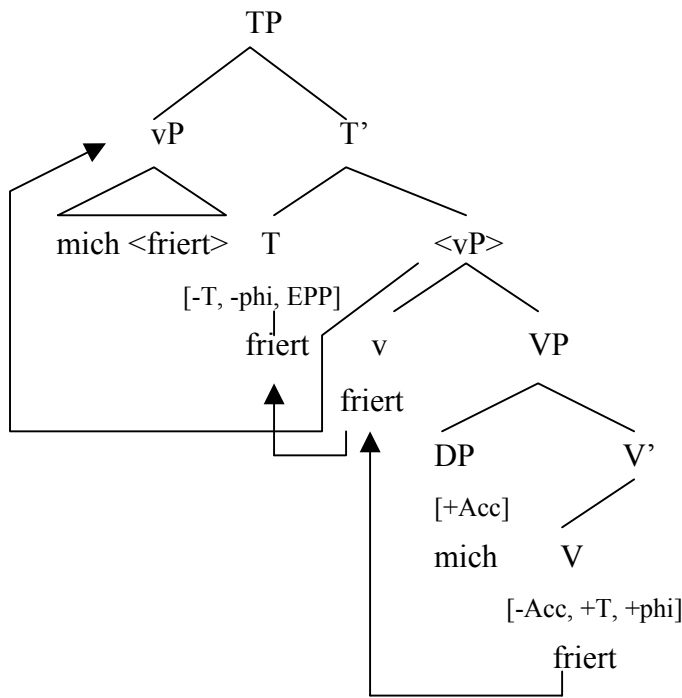 TP
vP T’
mich <friert> T <vP>
[-T, -phi, EPP]
friert v VP
friert
DP V’
[+Acc]
mich V
[-Acc, +T, +phi]
friert